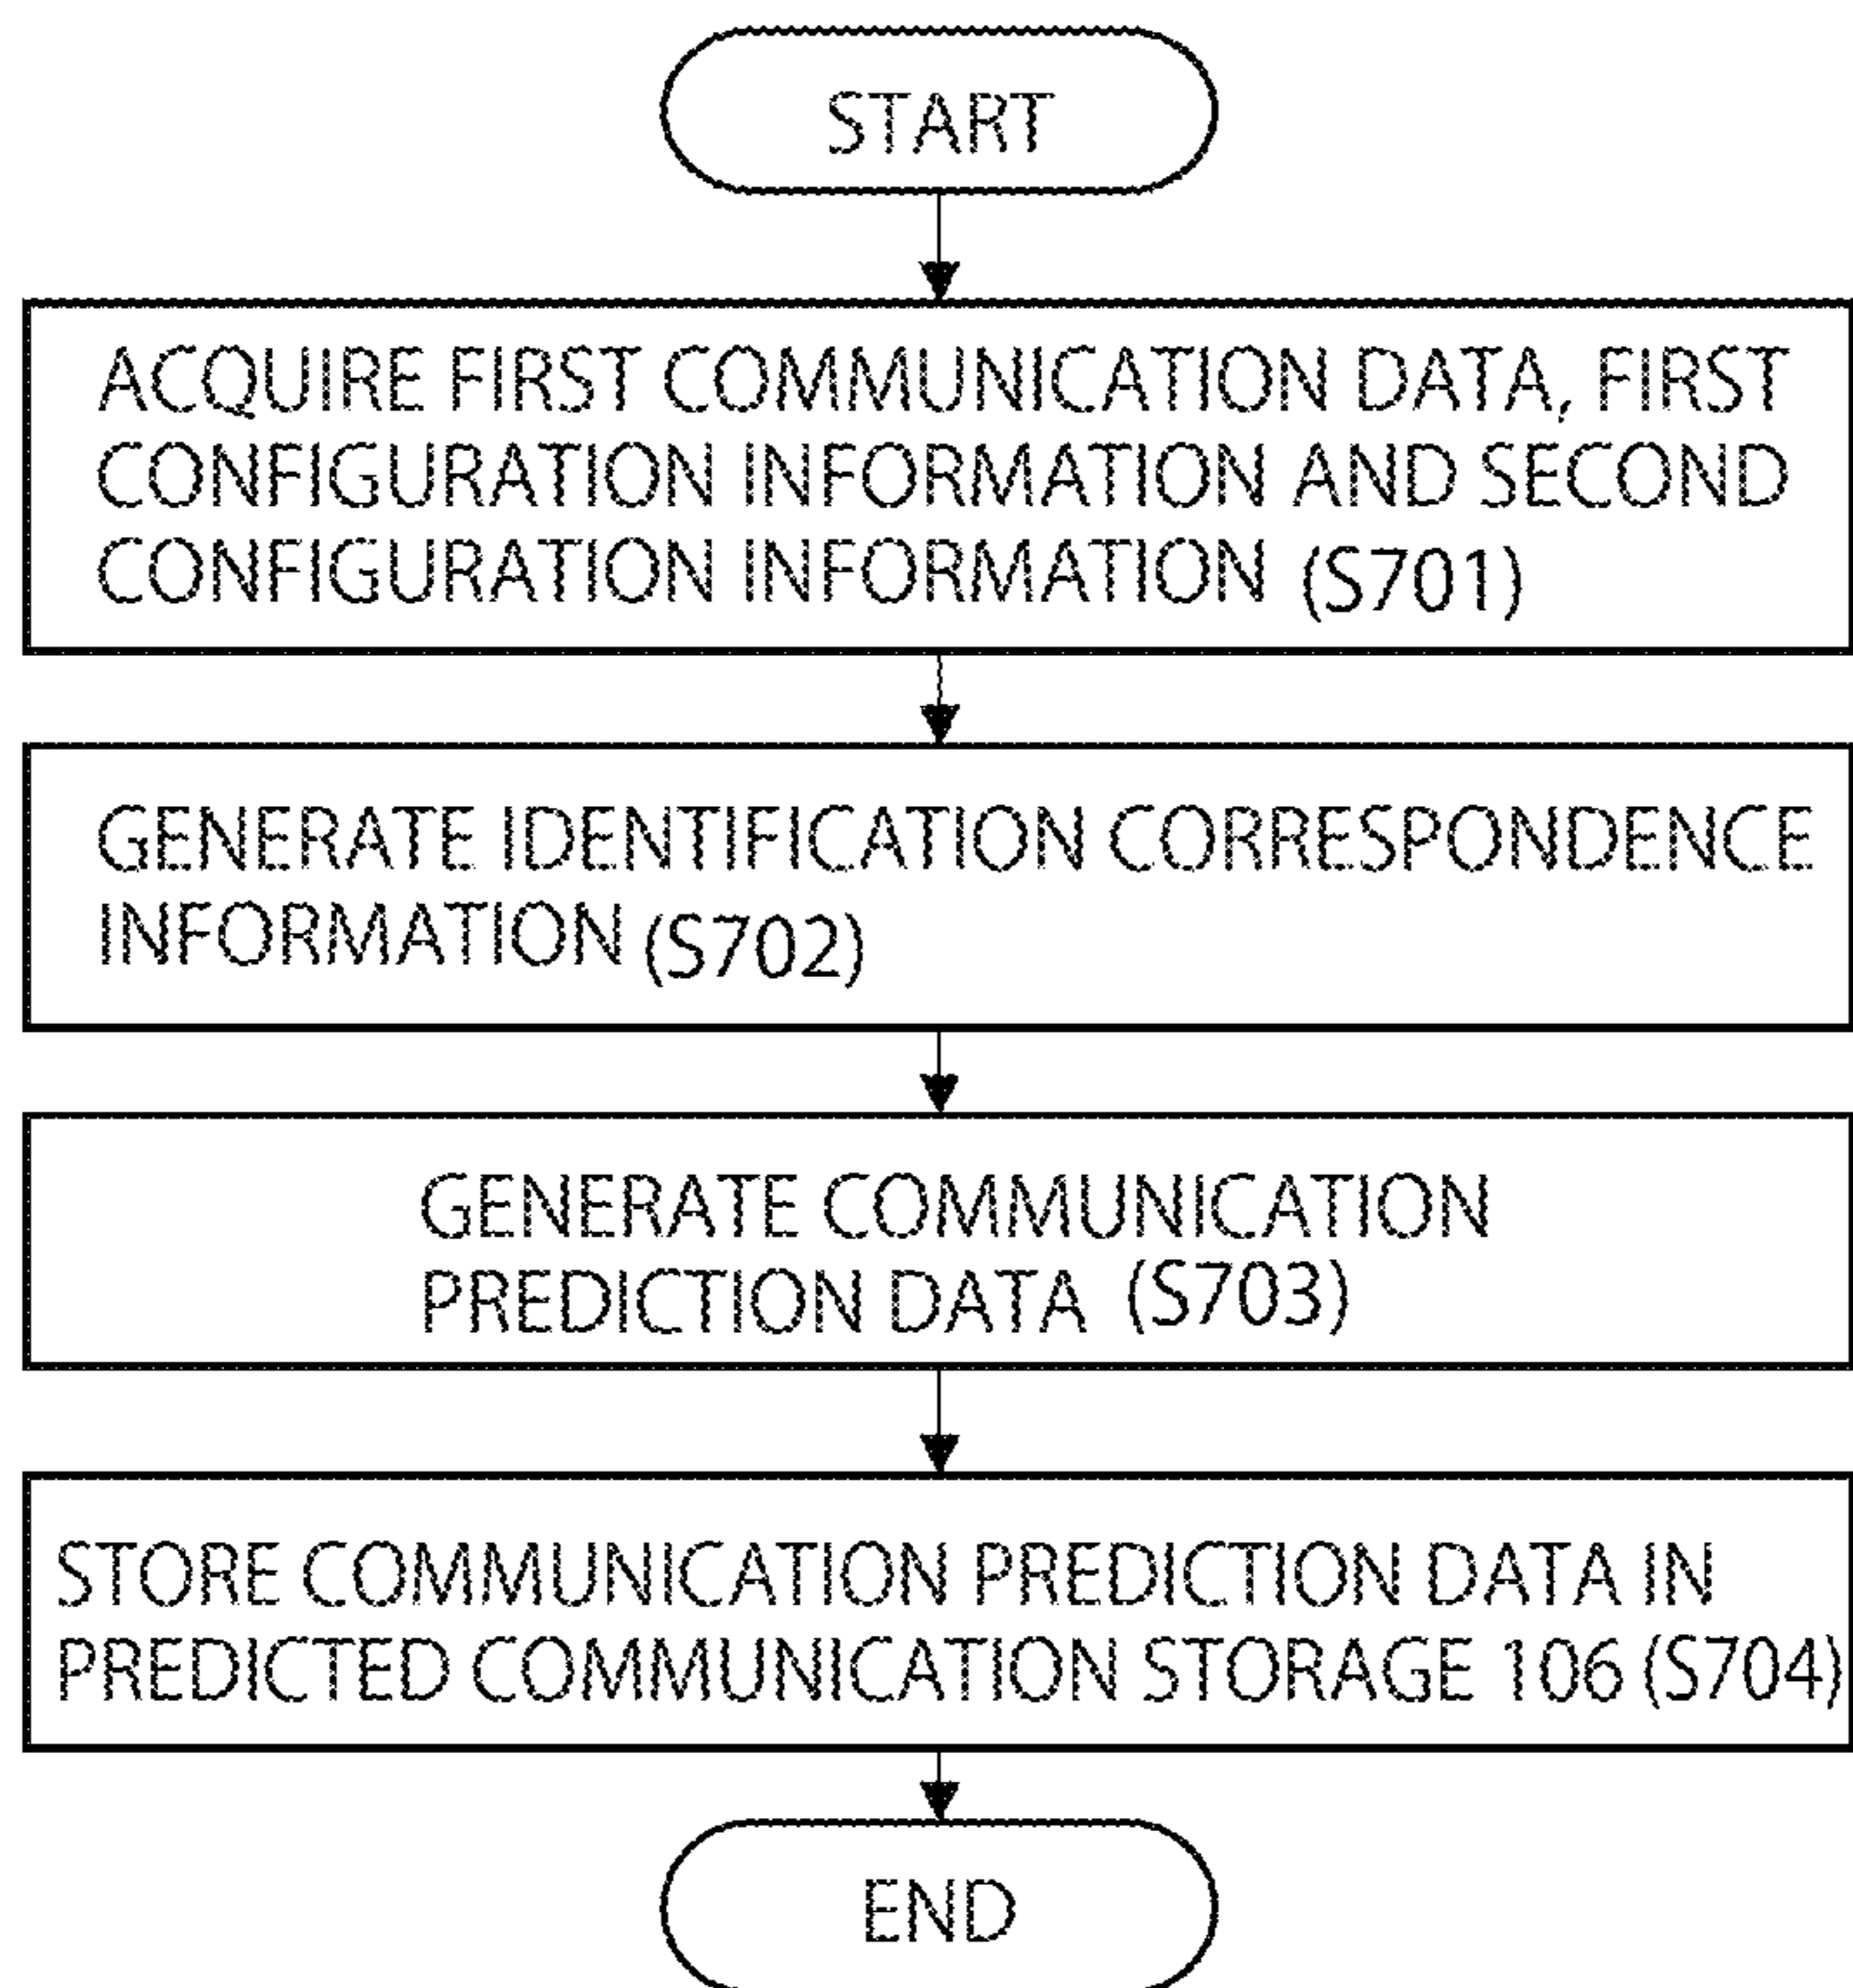 START
ACQUIRE FIRST COMMUNICATION DATA, FIRST
CONFIGURATION INFORMATION AND SECOND
CONFIGURATION INFORMATION (S701)
GENERATE IDENTIFICATION CORRESPONDENCE
INFORMATION (S702)
GENERATE COMMUNICATION
PREDICTION DATA (S703)
STORE COMMUNICATION PREDICTION DATA IN
PREDICTED COMMUNICATION STORAGE 106 (S704)
END